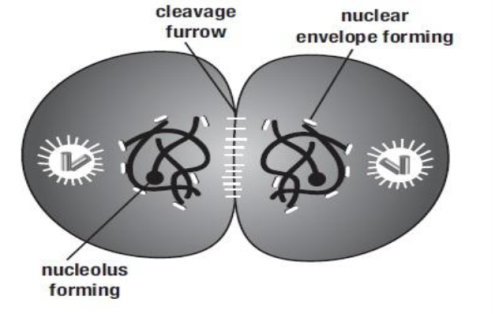 cleavage
furrow
nuclear
envelope forming
nucleolus
forming